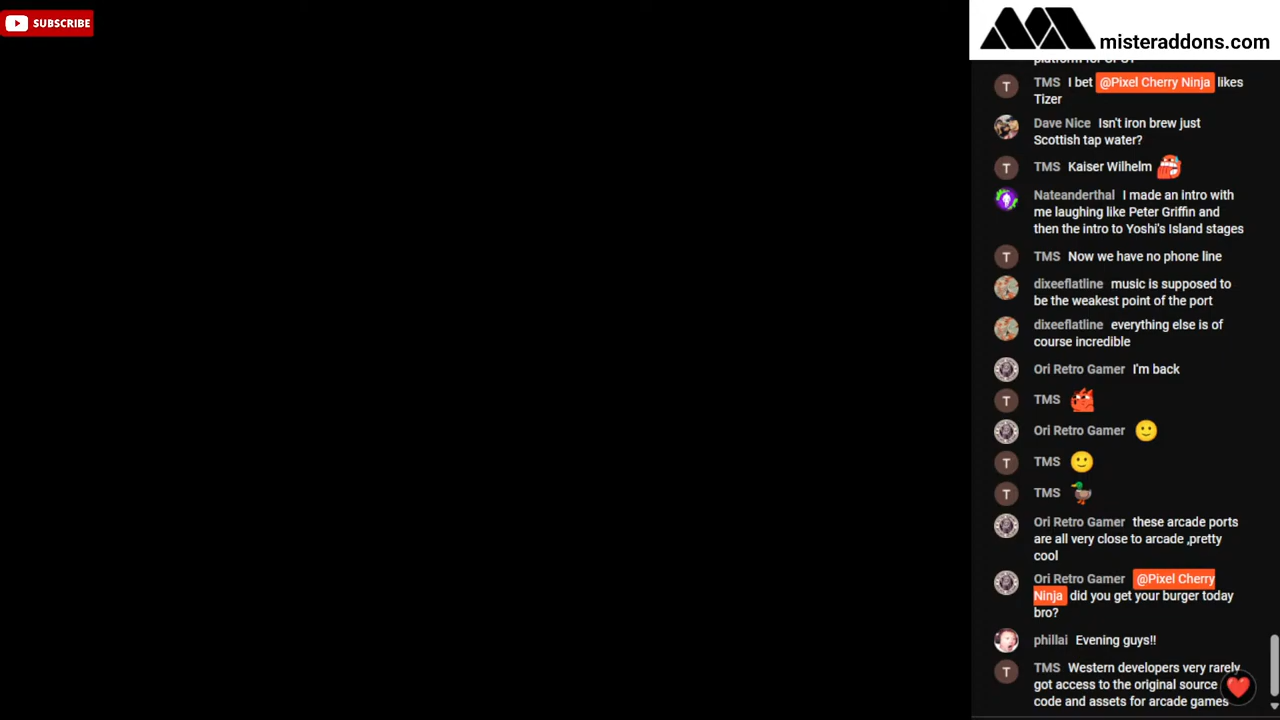 SUBSCRIBE
misteraddons.com
TMS I bet @Pixel Cherry Ninja likes
Tizer
Dave Nice Isn't iron brew just
Scottish tap water?
T TMS Kaiser Wilhelm
Nateanderthal I made an intro with
me laughing like Peter Griffin and
then the intro to Yoshi's Island stages
T TMS Now we have no phone line
dixeeflatline music is supposed to
be the weakest point of the port
dixeeflatline everything else is of
course incredible
Ori Retro Gamer I'm back
T TMS
Ori Retro Gamer
T TMS
T TMS
Ori Retro Gamer these arcade ports
are all very close to arcade ,pretty
cool
Ori Retro Gamer @Pixel Cherry
Ninja did you get your burger today
bro?
phillai Evening guys!!
T TMS Western developers very rarely
got access to the original source
code and assets for arcade games